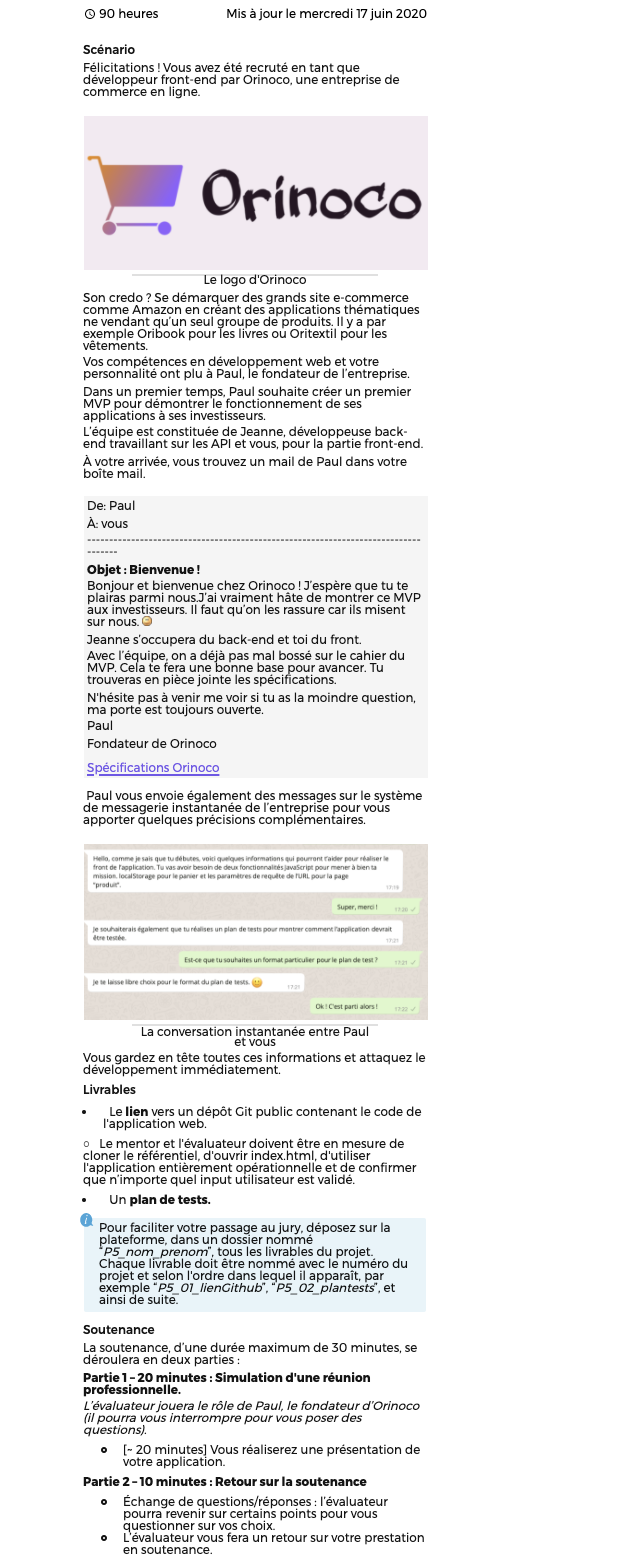 90 heures Mis à jour le mercredi 17 juin 2020
Scénario
Félicitations ! Vous avez été recruté en tant que
développeur front-end par Orinoco, une entreprise de
commerce en ligne.
Orinoco
Le logo d'Orinoco
Son credo ? Se démarquer des grands site e-commerce
comme Amazon en créant des applications thématiques
ne vendant qu’un seul groupe de produits. Il y a par
exemple Oribook pour les livres ou Oritextil pour les
vêtements.
Vos compétences en développement web et votre
personnalité ont plu à Paul, le fondateur de l’entreprise.
Dans un premier temps, Paul souhaite créer un premier
MVP pour démontrer le fonctionnement de ses
applications à ses investisseurs.
L’équipe est constituée de Jeanne, développeuse back-
end travaillant sur les API et vous, pour la partie front-end.
À votre arrivée, vous trouvez un mail de Paul dans votre
boîte mail.
De: Paul
À: vous
----------------------------------------------------------------------------
-------
Objet : Bienvenue !
Bonjour et bienvenue chez Orinoco ! J’espère que tu te
plairas parmi nous.J’ai vraiment hâte de montrer ce MVP
aux investisseurs. Il faut qu’on les rassure car ils misent
sur nous. 
Jeanne s’occupera du back-end et toi du front.
Avec l’équipe, on a déjà pas mal bossé sur le cahier du
MVP. Cela te fera une bonne base pour avancer. Tu
trouveras en pièce jointe les spécifications.
N'hésite pas à venir me voir si tu as la moindre question,
ma porte est toujours ouverte.
Paul
Fondateur de Orinoco
Spécifications Orinoco
Paul vous envoie également des messages sur le système
de messagerie instantanée de l’entreprise pour vous
apporter quelques précisions complémentaires.
Hello, comme je sais que tu débutes, voici quelques informations qui pourront t'aider pour réaliser le
front de l'application. Tu vas avoir besoin de deux fonctionnalités JavaScript pour mener à bien ta
mission. localStorage pour le panier et les paramètres de requête de l'URL pour la page
"produit".
17:19
Super, merci !
17:20
Je souhaiterais également que tu réalises un plan de tests pour montrer comment l'application devrait
être testée.
17:21
Est-ce que tu souhaites un format particulier pour le plan de test ?
17:21
Je te laisse libre choix pour le format du plan de tests.
17:21
Ok ! C'est parti alors !
17:22
La conversation instantanée entre Paul
et vous
Vous gardez en tête toutes ces informations et attaquez le
développement immédiatement.
Livrables
• Le lien vers un dépôt Git public contenant le code de
l'application web.
○ Le mentor et l'évaluateur doivent être en mesure de
cloner le référentiel, d'ouvrir index.html, d'utiliser
l'application entièrement opérationnelle et de confirmer
que n’importe quel input utilisateur est validé.
• Un plan de tests.
i
Pour faciliter votre passage au jury, déposez sur la
plateforme, dans un dossier nommé
“P5_nom_prenom”, tous les livrables du projet.
Chaque livrable doit être nommé avec le numéro du
projet et selon l'ordre dans lequel il apparaît, par
exemple “P5_01_lienGithub”, “P5_02_plantests”, et
ainsi de suite.
Soutenance
La soutenance, d’une durée maximum de 30 minutes, se
déroulera en deux parties :
Partie 1 – 20 minutes : Simulation d'une réunion
professionnelle.
L’évaluateur jouera le rôle de Paul, le fondateur d’Orinoco
(il pourra vous interrompre pour vous poser des
questions).
[~ 20 minutes] Vous réaliserez une présentation de
votre application.
Partie 2 – 10 minutes : Retour sur la soutenance
Échange de questions/réponses : l’évaluateur
pourra revenir sur certains points pour vous
questionner sur vos choix.
L’évaluateur vous fera un retour sur votre prestation
en soutenance.